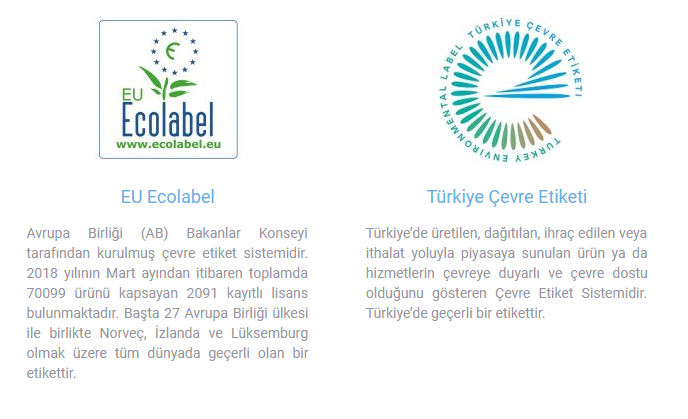 EU
Ecolabel
www.ecolabel.eu
TURKEY ENVIRONMENTAL LABEL TÜRKİYE ÇEVRE ETİKETİ
EU Ecolabel
Avrupa Birliği (AB) Bakanlar Konseyi
tarafından kurulmuş çevre etiket sistemidir.
2018 yılının Mart ayından itibaren toplamda
70099 ürünü kapsayan 2091 kayıtlı lisans
bulunmaktadır. Başta 27 Avrupa Birliği ülkesi
ile birlikte Norveç, İzlanda ve Lüksemburg
olmak üzere tüm dünyada geçerli olan bir
etikettir.
Türkiye Çevre Etiketi
Türkiye’de üretilen, dağıtılan, ihraç edilen veya
ithalat yoluyla piyasaya sunulan ürün ya da
hizmetlerin çevreye duyarlı ve çevre dostu
olduğunu gösteren Çevre Etiket Sistemidir.
Türkiye’de geçerli bir etikettir.